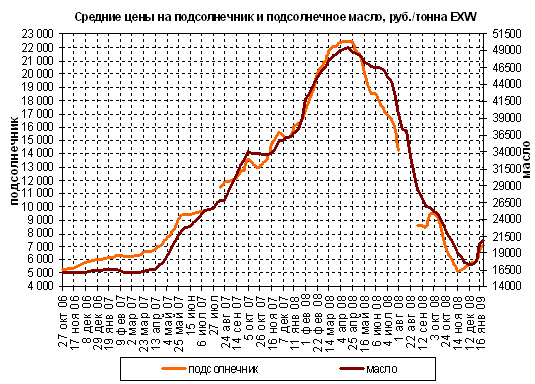 Средние цены на подсолнечник и подсолнечное масло, руб./тонна EXW
23 000
22 000
21 000
20 000
19 000
18 000
17 000
16 000
15 000
14 000
13 000
12 000
11 000
10 000
9 000
8 000
7 000
6 000
5 000
4 000
подсолнечник
51500
49000
46500
44000
41500
39000
36500
34000
31500
29000
26500
24000
21500
19000
16500
14000
масло
27 окт 06
17 ноя 06
8 дек 06
29 дек 06
19 янв 07
9 фев 07
2 мар 07
23 мар 07
13 апр 07
4 май 07
25 май 07
15 июн 07
6 июл 07
27 июл 07
24 авг 07
14 сен 07
5 окт 07
26 окт 07
16 ноя 07
7 дек 07
11 янв 08
1 фев 08
22 фев 08
14 мар 08
4 апр 08
25 апр 08
16 май 08
6 июн 08
27 июн 08
18 июл 08
1 авг 08
22 авг 08
12 сен 08
3 окт 08
24 окт 08
14 ноя 08
12 дек 08
16 янв 09
подсолнечник
масло